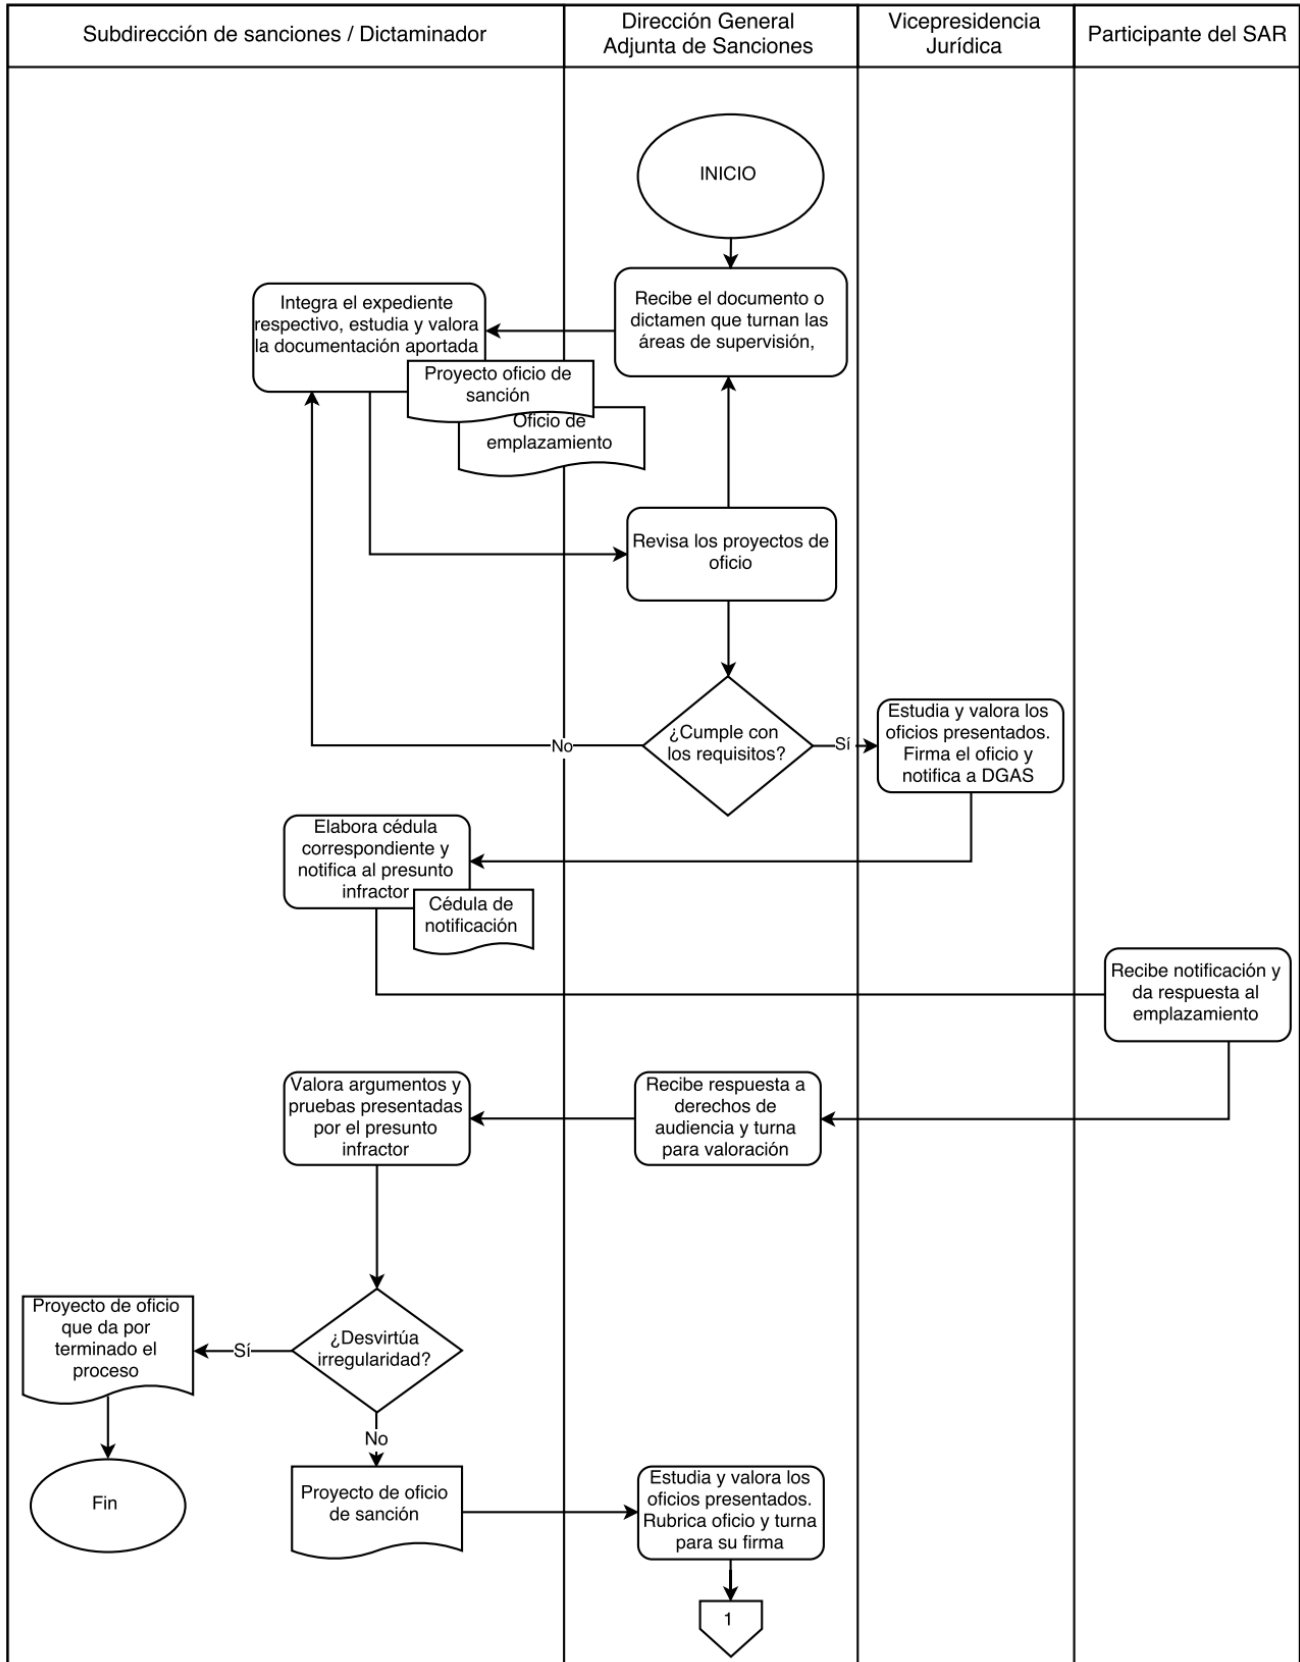 Subdirección de sanciones / Dictaminador
Dirección General
Adjunta de Sanciones
Vicepresidencia
Jurídica
Participante del SAR
INICIO
Recibe el documento o
dictamen que turnan las
áreas de supervisión,
Integra el expediente
respectivo, estudia y valora
la documentación aportada
Proyecto oficio de
sanción
Oficio de
emplazamiento
Revisa los proyectos de
oficio
¿Cumple con
los requisitos?
No
Sí
Estudia y valora los
oficios presentados.
Firma el oficio y
notifica a DGAS
Elabora cédula
correspondiente y
notifica al presunto
infractor
Cédula de
notificación
Recibe notificación y
da respuesta al
emplazamiento
Recibe respuesta a
derechos de
audiencia y turna
para valoración
Valora argumentos y
pruebas presentadas
por el presunto
infractor
¿Desvirtúa
irregularidad?
Sí
Proyecto de oficio
que da por
terminado el
proceso
Fin
No
Proyecto de oficio
de sanción
Estudia y valora los
oficios presentados.
Rubrica oficio y turna
para su firma
1